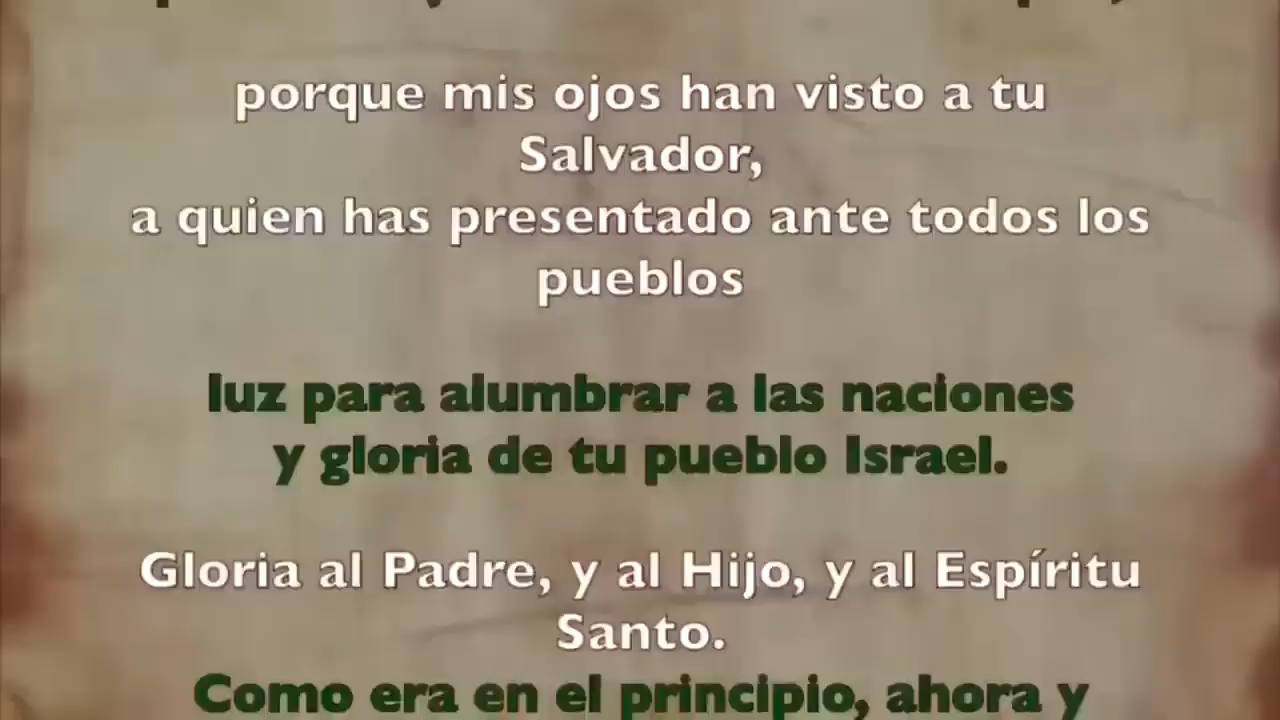 porque mis ojos han visto a tu
Salvador,
a quien has presentado ante todos los
pueblos
luz para alumbrar a las naciones
y gloria de tu pueblo Israel.
Gloria al Padre, y al Hijo, y al Espíritu
Santo.
Como era en el principio, ahora y